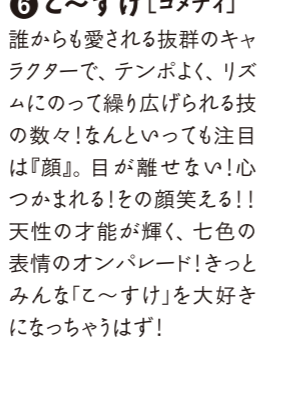 ❻こ～すけ［コメディ］
誰からも愛される抜群のキャ
ラクターで、テンポよく、リズ
ムにのって繰り広げられる技
の数々！なんといっても注目
は『顔』。目が離せない！心
つかまれる！その顔笑える！！
天性の才能が輝く、七色の
表情のオンパレード！きっと
みんな「こ～すけ」を大好き
になっちゃうはず！